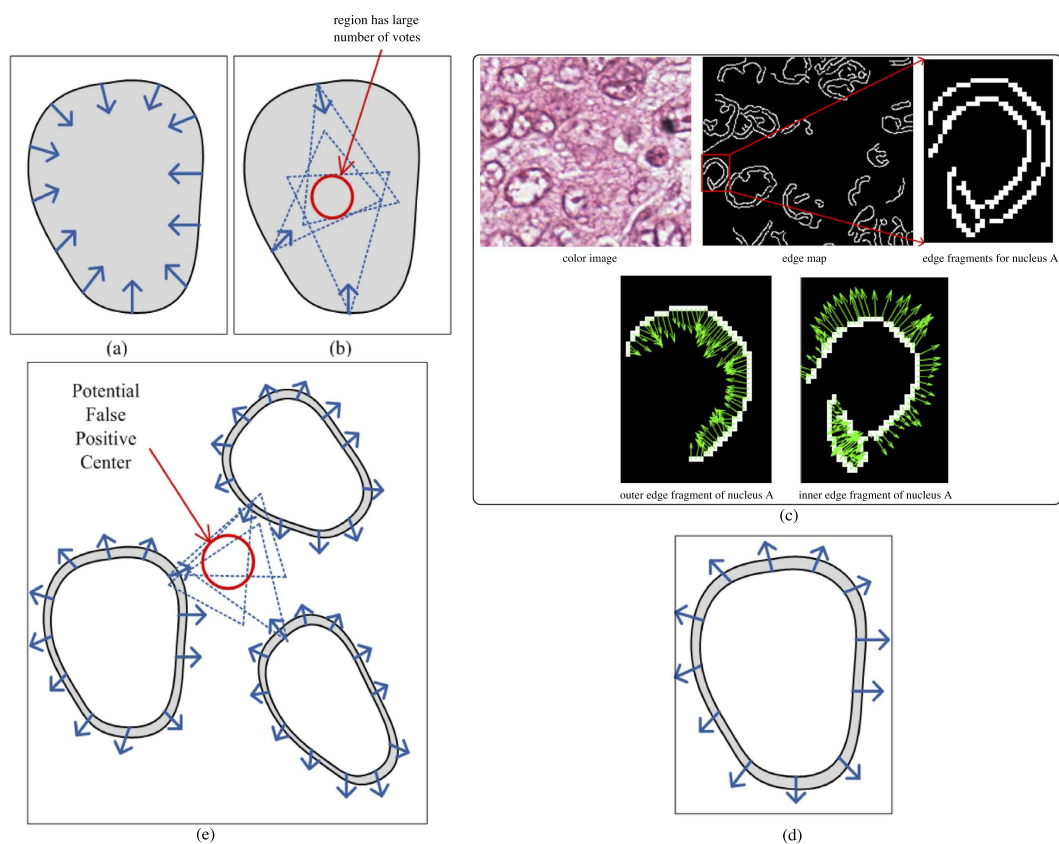 region has large
number of votes
(a)
(b)
color image
edge map
edge fragments for nucleus A
outer edge fragment of nucleus A
inner edge fragment of nucleus A
(c)
Potential
False
Positive
Center
(e)
(d)